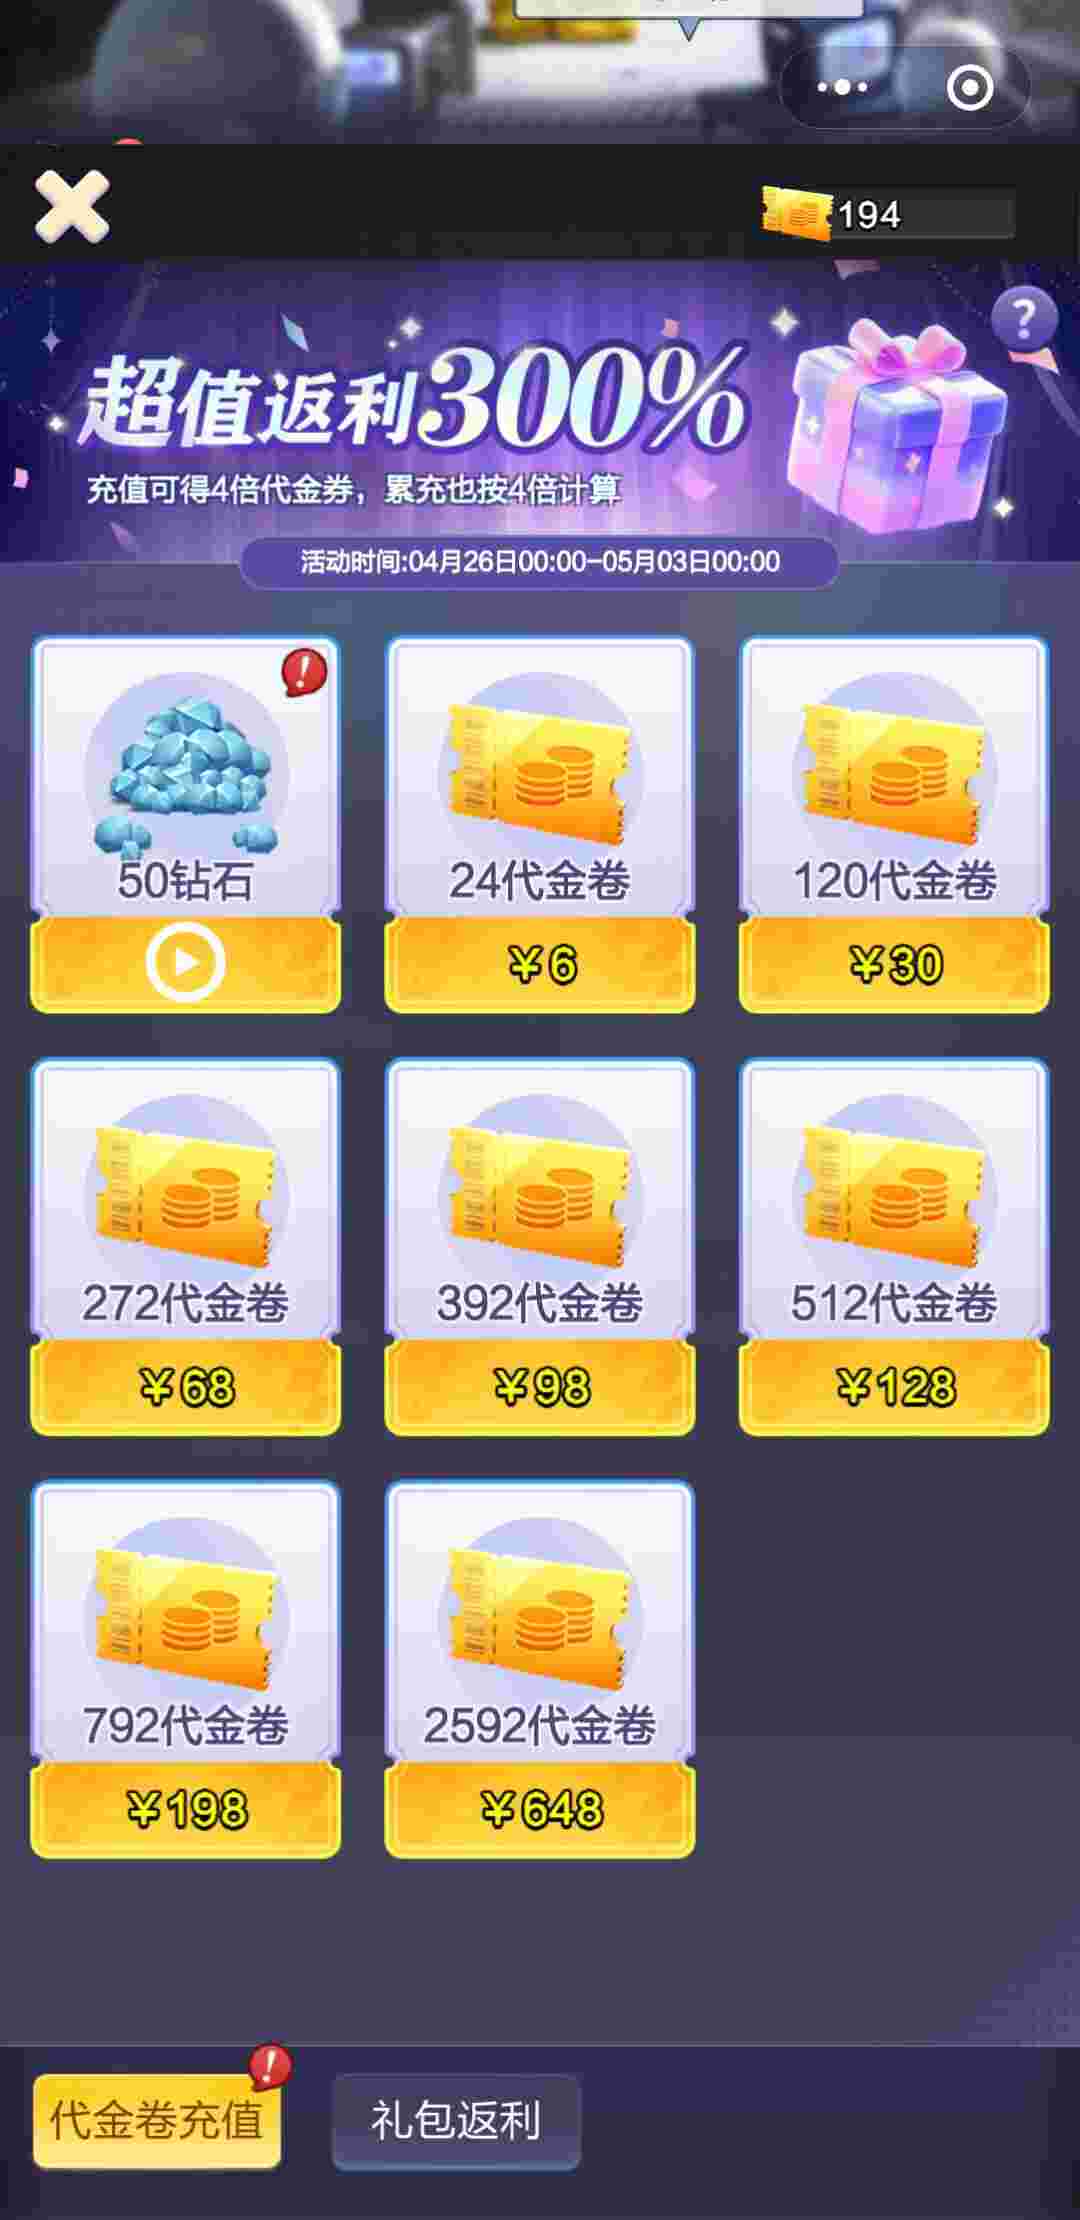 194
?
超值返利300%
充值可得4倍代金券，累充也按4倍计算
活动时间:04月26日00:00-05月03日00:00
50钻石
24代金卷
¥6
120代金卷
¥30
272代金卷
¥68
392代金卷
¥98
512代金卷
¥128
792代金卷
¥198
2592代金卷
¥648
代金卷充值
礼包返利